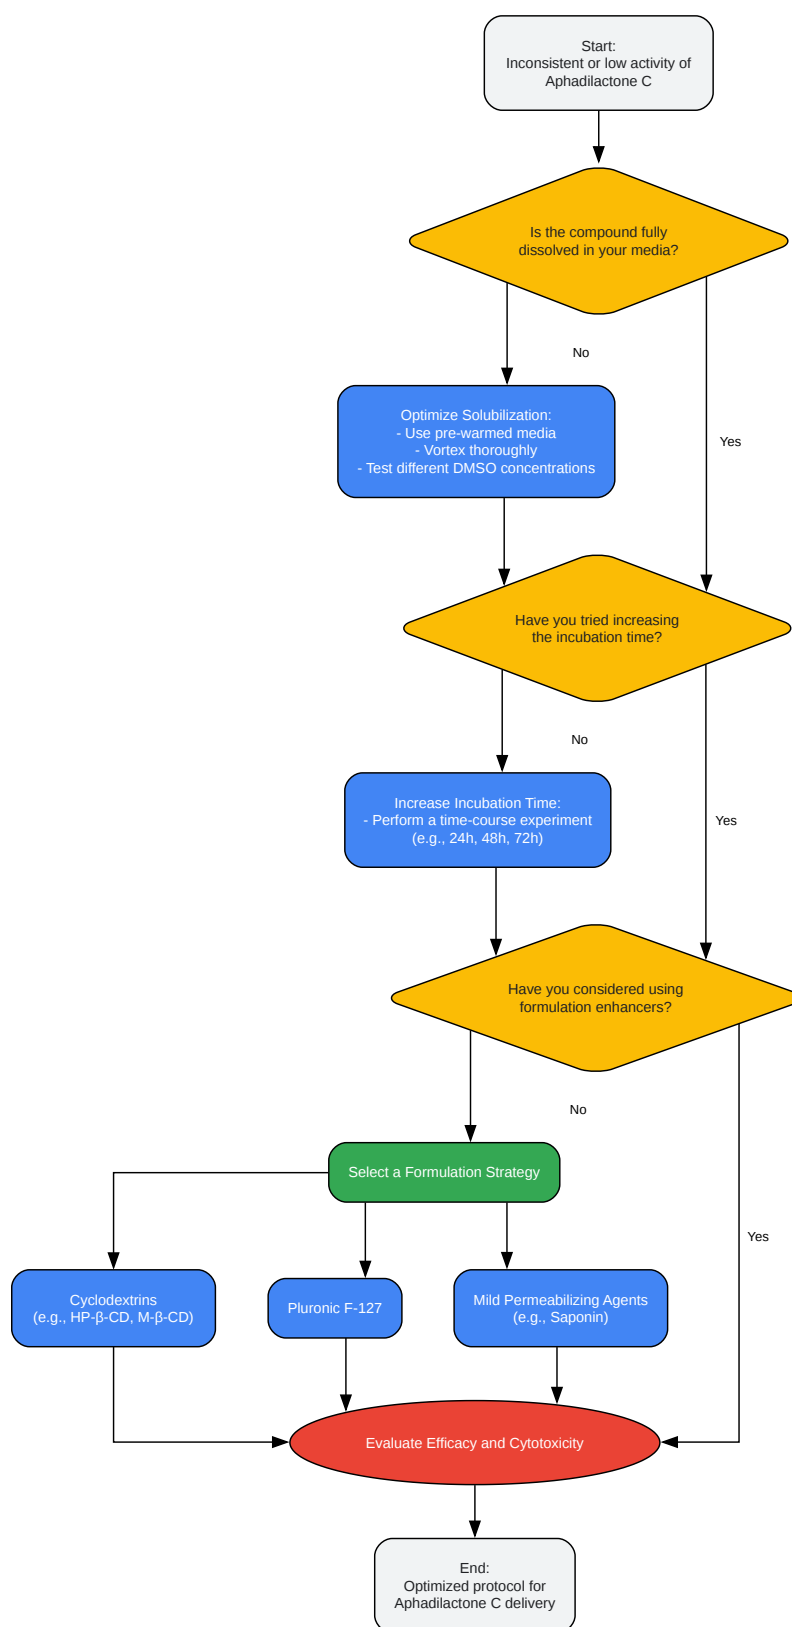 Start:
Inconsistent or low activity of
Aphadilactone C
Is the compound fully
dissolved in your media?
No
Optimize Solubilization:
- Use pre-warmed media
- Vortex thoroughly
- Test different DMSO concentrations
Yes
Have you tried increasing
the incubation time?
No
Increase Incubation Time:
- Perform a time-course experiment
(e.g., 24h, 48h, 72h)
Yes
Have you considered using
formulation enhancers?
No
Select a Formulation Strategy
Yes
Cyclodextrins
(e.g., HP-β-CD, M-β-CD)
Pluronic F-127
Mild Permeabilizing Agents
(e.g., Saponin)
Evaluate Efficacy and Cytotoxicity
End:
Optimized protocol for
Aphadilactone C delivery